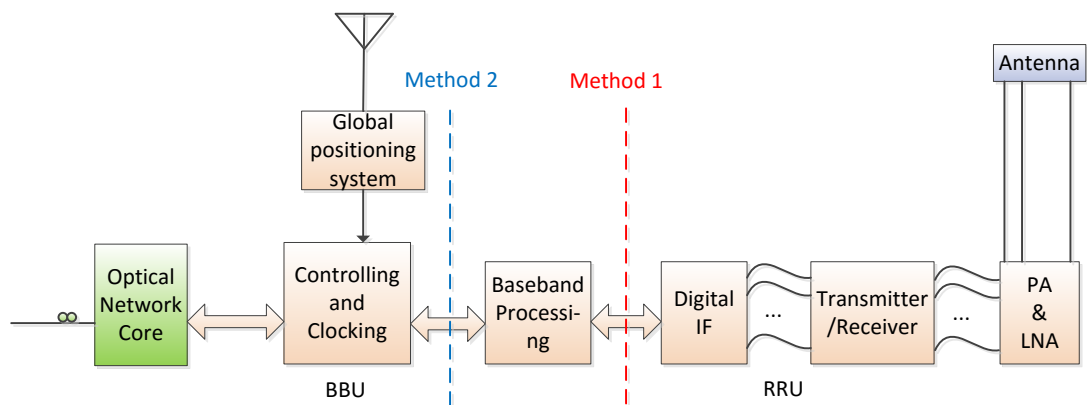 Method 2
Method 1
Antenna
Global
positioning
system
Optical
Network
Core
Controlling
and
Clocking
Baseband
Processi-
ng
Digital
IF
...
Transmitter
/Receiver
...
PA
&
LNA
BBU
RRU